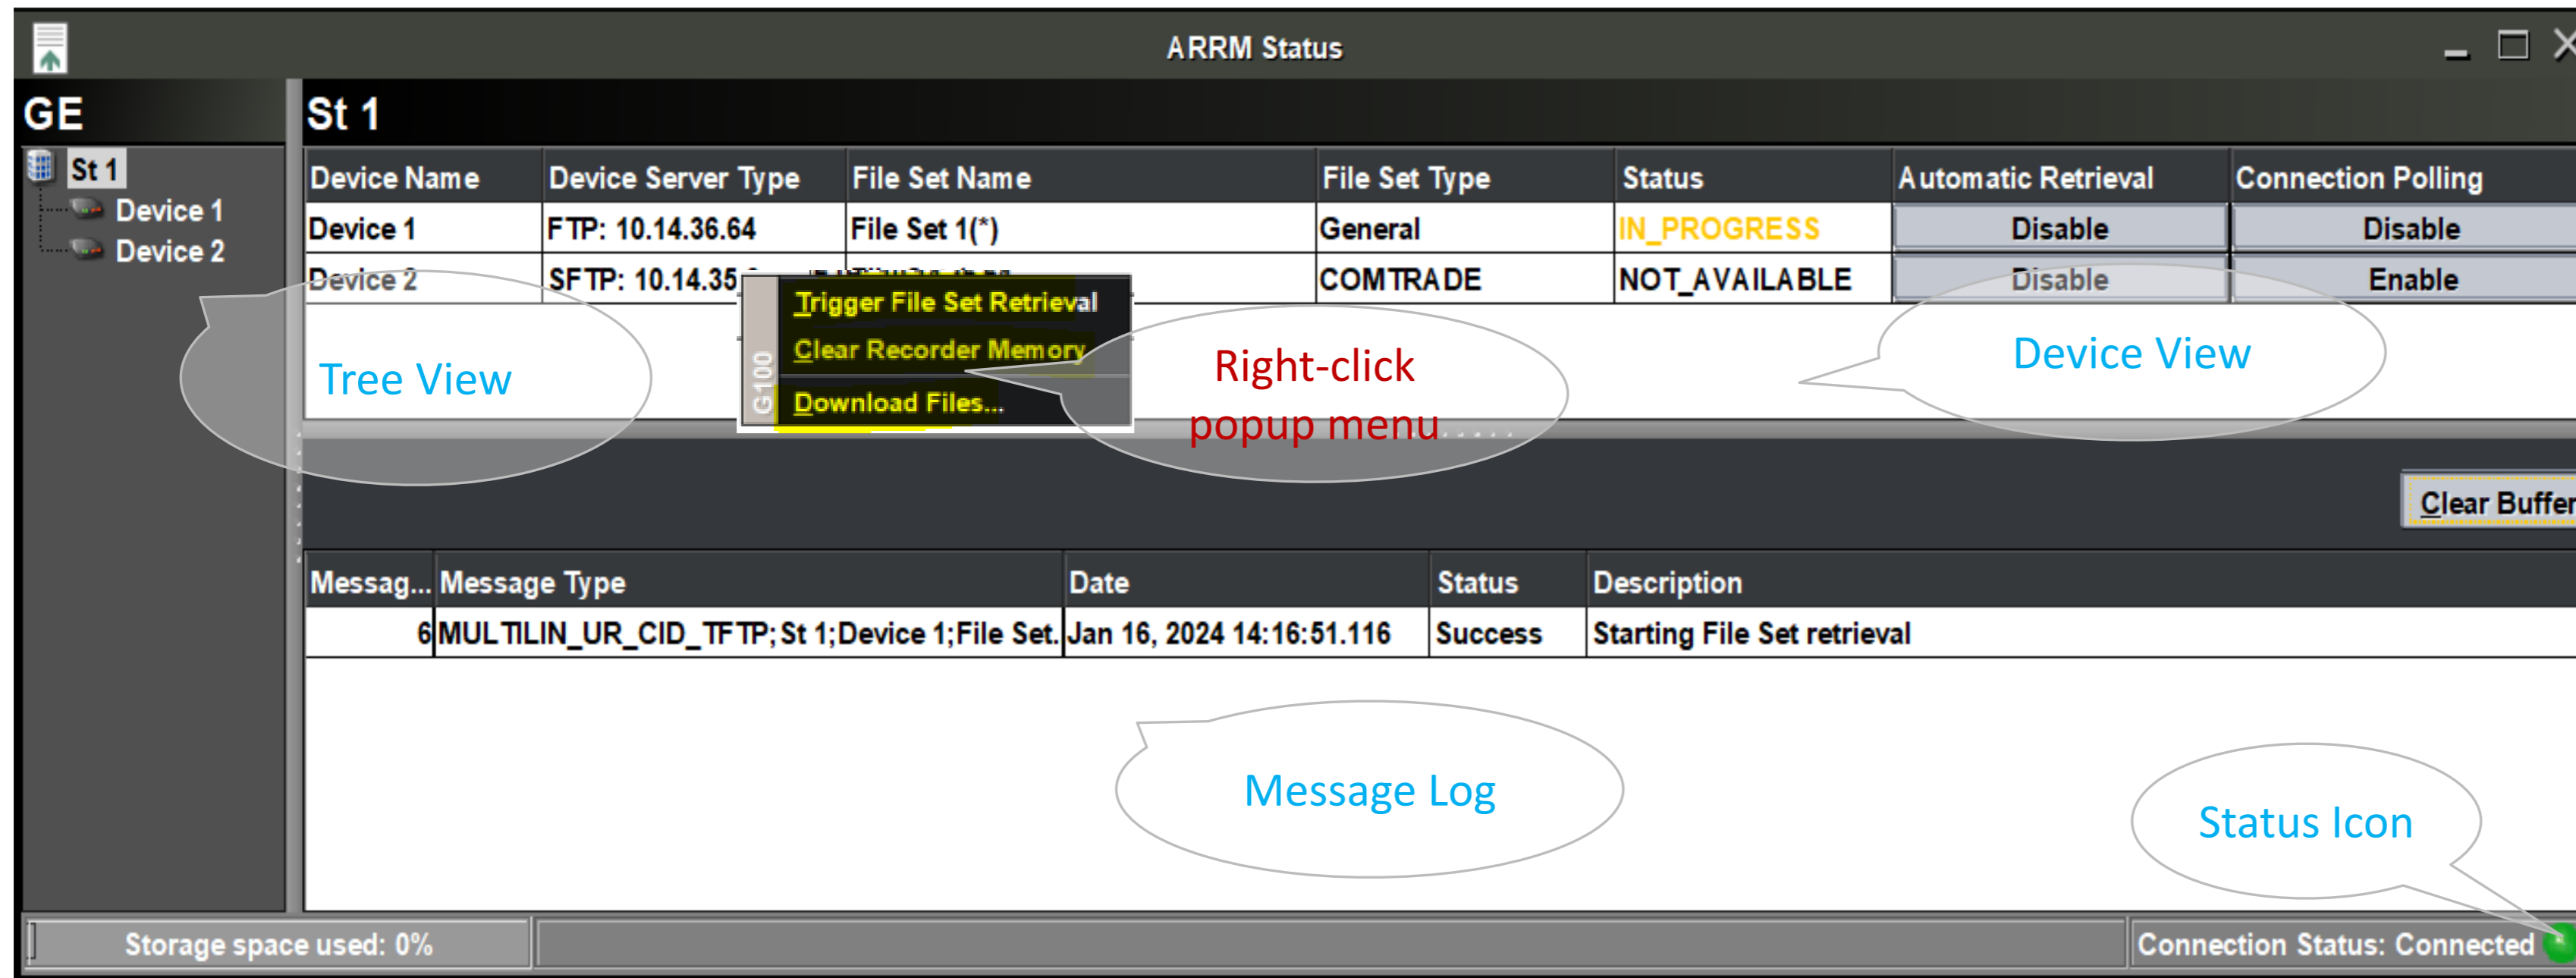 ARRM Status
GE
St 1
St 1
Device 1
Device 2
Device Name Device Server Type File Set Name File Set Type Status Automatic Retrieval Connection Polling
Device 1 FTP: 10.14.36.64 File Set 1(*) General IN_PROGRESS Disable Disable
Device 2 SFTP: 10.14.35 COMTRADE NOT_AVAILABLE Disable Enable
G100
Trigger File Set Retrieval
Clear Recorder Memory
Download Files...
Tree View
Right-click
popup menu
Device View
Clear Buffer
Messag... Message Type Date Status Description
6 MULTILIN_UR_CID_TFTP;St 1;Device 1;File Set. Jan 16, 2024 14:16:51.116 Success Starting File Set retrieval
Message Log
Status Icon
Storage space used: 0%
Connection Status: Connected